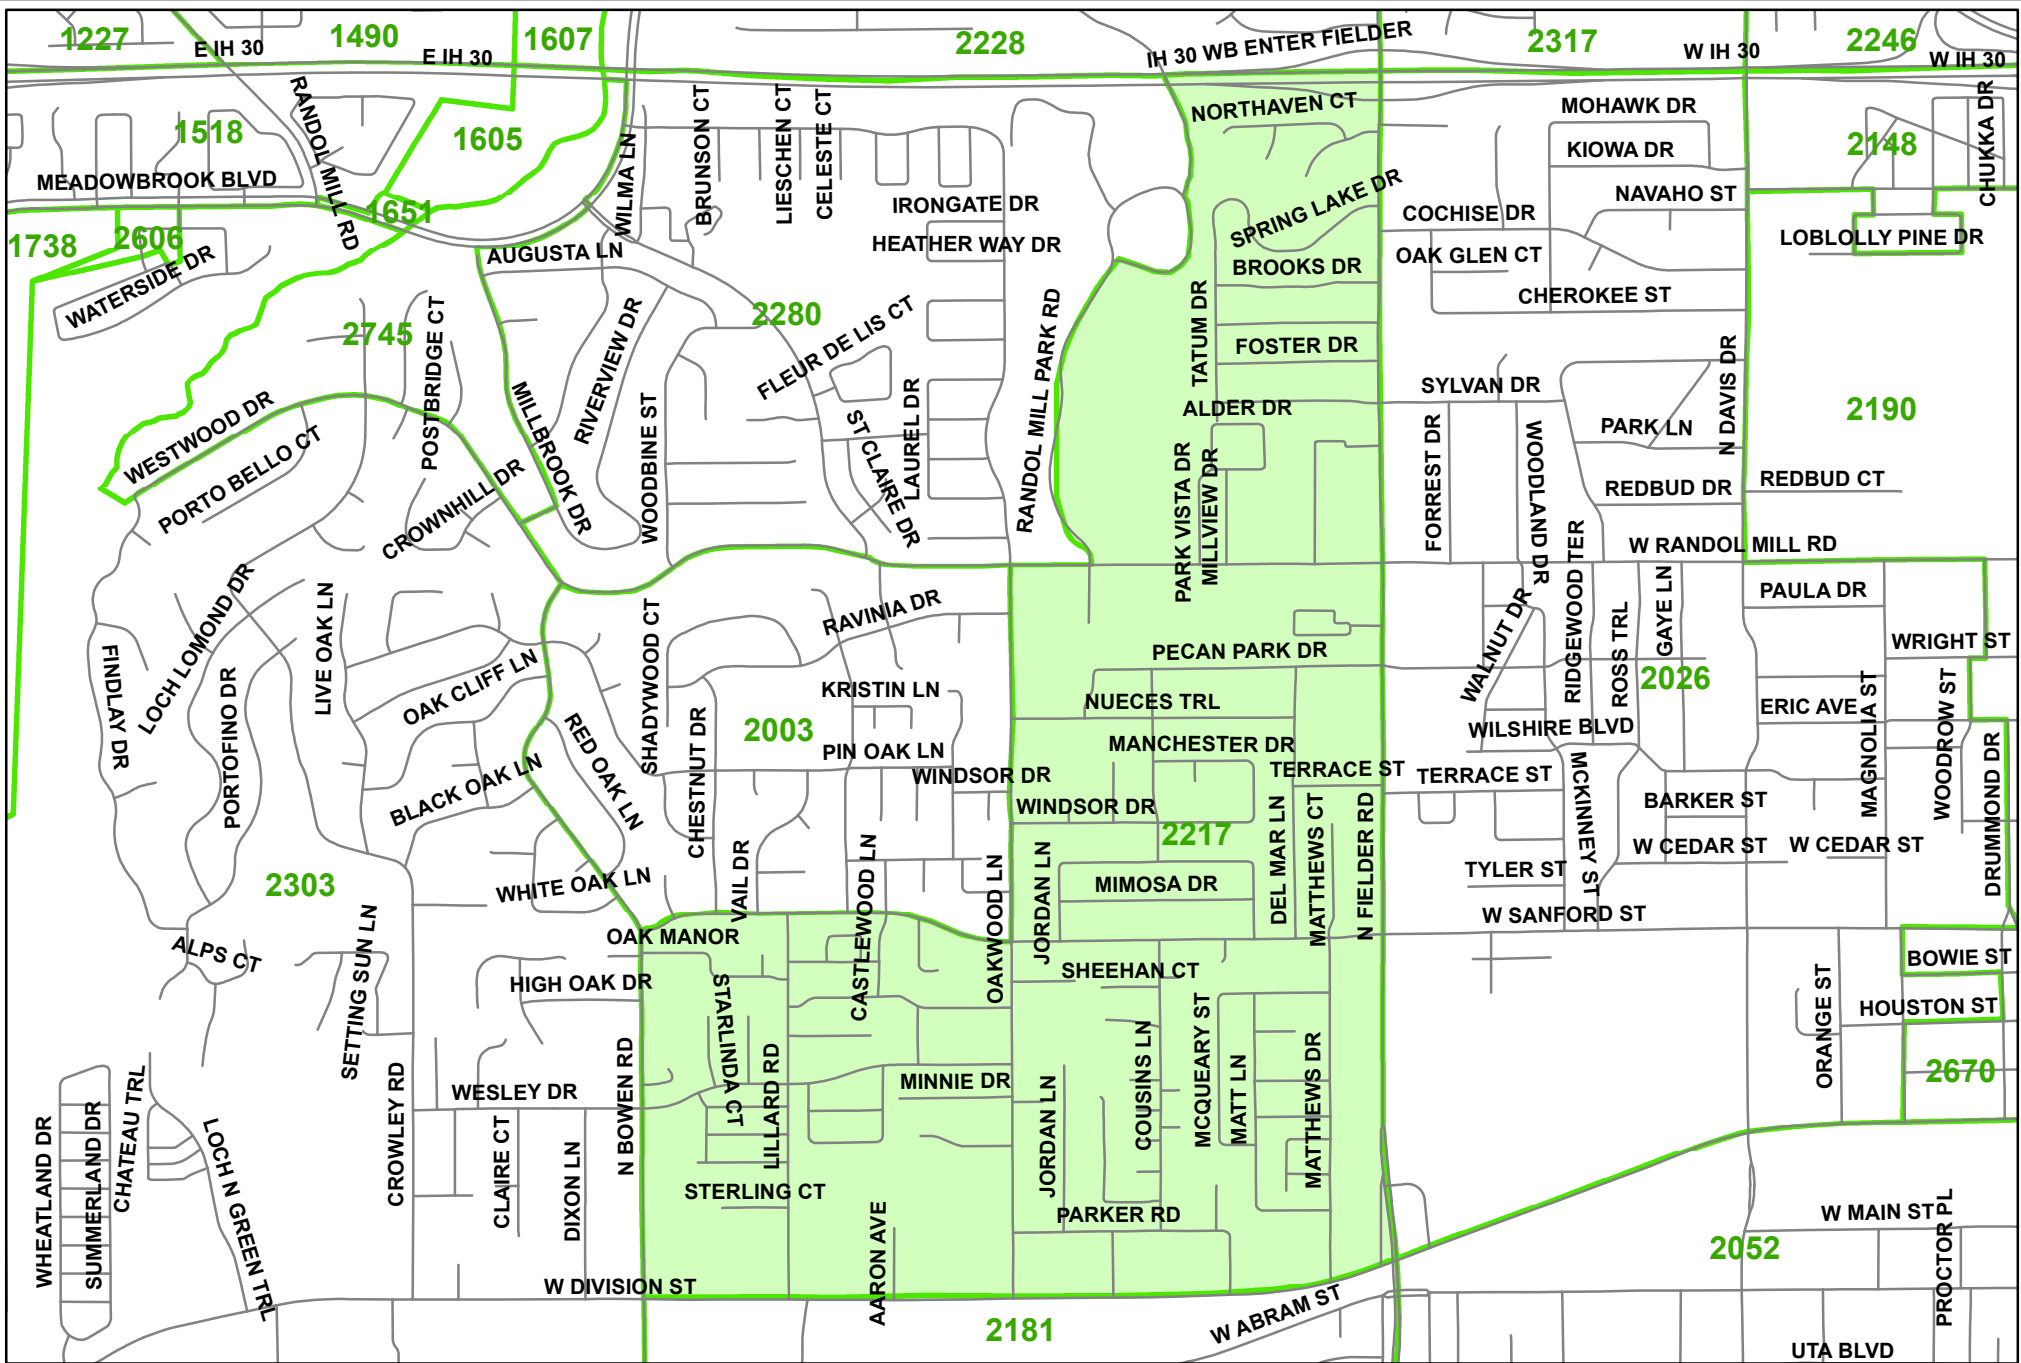 1227
E IH 30
1490
E IH 30
1607
2228
IH 30 WB ENTER FIELDER
2317
W IH 30
2246
W IH 30
RANDOL MILL RD
1518
1605
WILMA LN
BRUNSON CT
LIESCHEN CT
CELESTE CT
NORTHAVEN CT
MOHAWK DR
KIOWA DR
NAVAHO ST
2148
CHUKKA DR
MEADOWBROOK BLVD
1651
1738
2606
WATERSIDE DR
AUGUSTA LN
IRONGATE DR
HEATHER WAY DR
SPRING LAKE DR
BROOKS DR
COCHISE DR
OAK GLEN CT
CHEROKEE ST
LOBLOLLY PINE DR
2745
POSTBRIDGE CT
RIVERVIEW DR
2280
FLEUR DE LIS CT
RANDOL MILL PARK RD
TATUM DR
FOSTER DR
ALDER DR
SYLVAN DR
PARK LN
N DAVIS DR
2190
WESTWOOD DR
PORTO BELLO CT
CROWNHILL DR
MILLBROOK DR
WOODBINE ST
ST CLAIRE DR
LAUREL DR
PARK VISTA DR
MILLVIEW DR
FORREST DR
WOODLAND DR
REDBUD DR
REDBUD CT
W RANDOL MILL RD
FINDLAY DR
LOCH LOMOND DR
PORTOFINO DR
LIVE OAK LN
OAK CLIFF LN
BLACK OAK LN
RED OAK LN
SHADYWOOD CT
CHESTNUT DR
RAVINIA DR
KRISTIN LN
2003
PIN OAK LN
WINDSOR DR
PECAN PARK DR
NUECES TRL
MANCHESTER DR
TERRACE ST
WINDSOR DR
2217
WALNUT DR
RIDGEWOOD TER
ROSS TRL
GAYE LN
2026
PAULA DR
WRIGHT ST
ERIC AVE
MAGNOLIA ST
WOODROW ST
DRUMMOND DR
WILSHIRE BLVD
TERRACE ST
MCKINNEY ST
BARKER ST
W CEDAR ST
W CEDAR ST
TYLER ST
W SANFORD ST
2303
WHITE OAK LN
VAIL DR
CASTLEWOOD LN
OAKWOOD LN
JORDAN LN
MIMOSA DR
DEL MAR LN
MATTHEWS CT
N FIELDER RD
ALPS CT
SETTING SUN LN
OAK MANOR
HIGH OAK DR
STARLINDA CT
SHEEHAN CT
BOWIE ST
HOUSTON ST
ORANGE ST
2670
WHEATLAND DR
SUMMERLAND DR
CHATEAU TRL
LOCH N GREEN TRL
CROWLEY RD
WESLEY DR
CLAIRE CT
DIXON LN
N BOWEN RD
LILLARD RD
MINNIE DR
JORDAN LN
COUSINS LN
MCQUEARY ST
MATT LN
MATTHEWS DR
STERLING CT
AARON AVE
PARKER RD
W DIVISION ST
2181
W ABRAM ST
2052
W MAIN ST
PROCTOR PL
UTA BLVD